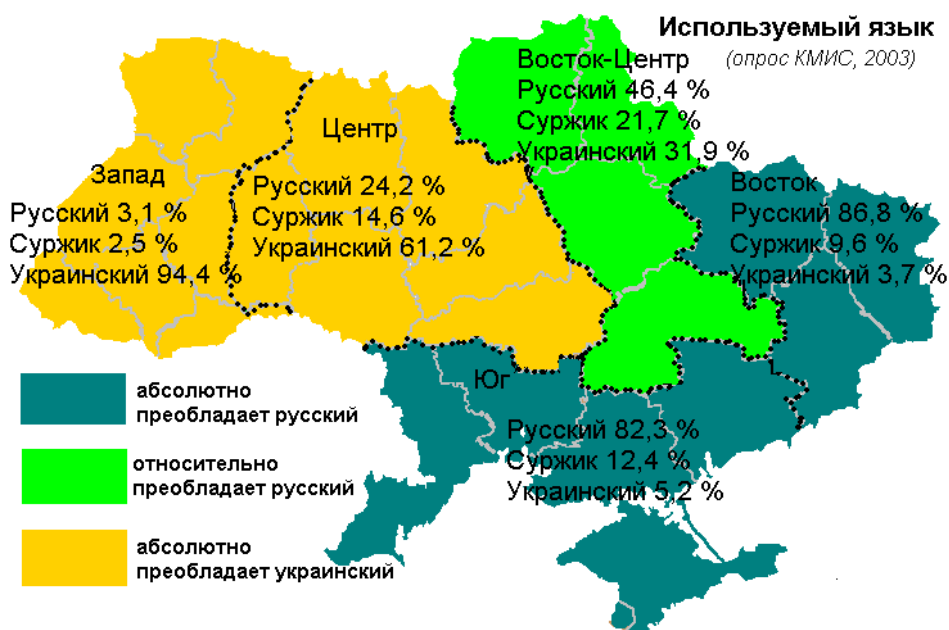 Используемый язык
(опрос КМИС, 2003)
Восток-Центр
Русский 46,4 %
Суржик 21,7 %
Украинский 31,9 %
Центр
Русский 24,2 %
Суржик 14,6 %
Украинский 61,2 %
Запад
Русский 3,1 %
Суржик 2,5 %
Украинский 94,4 %
Восток
Русский 86,8 %
Суржик 9,6 %
Украинский 3,7 %
Юг
Русский 82,3 %
Суржик 12,4 %
Украинский 5,2 %
абсолютно
преобладает русский
относительно
преобладает русский
абсолютно
преобладает украинский